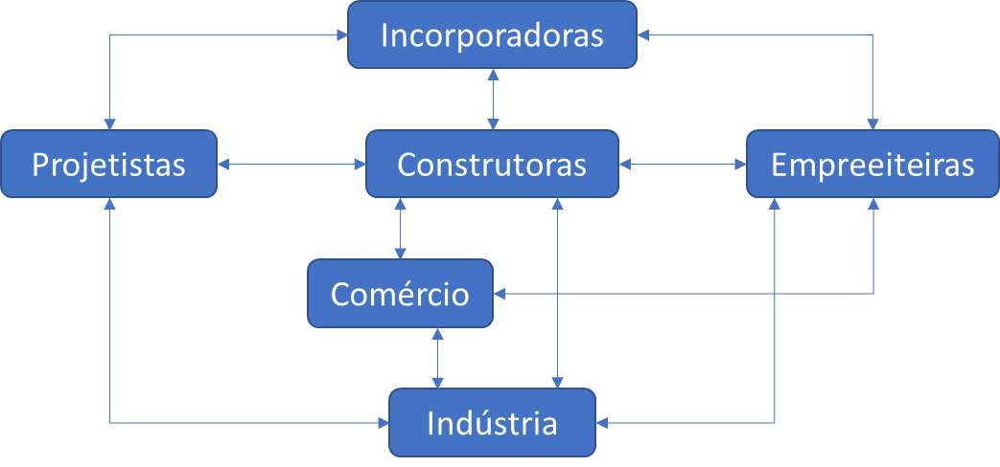 Incorporadoras
Projetistas
Construtoras
Empreeiteiras
Comércio
Indústria